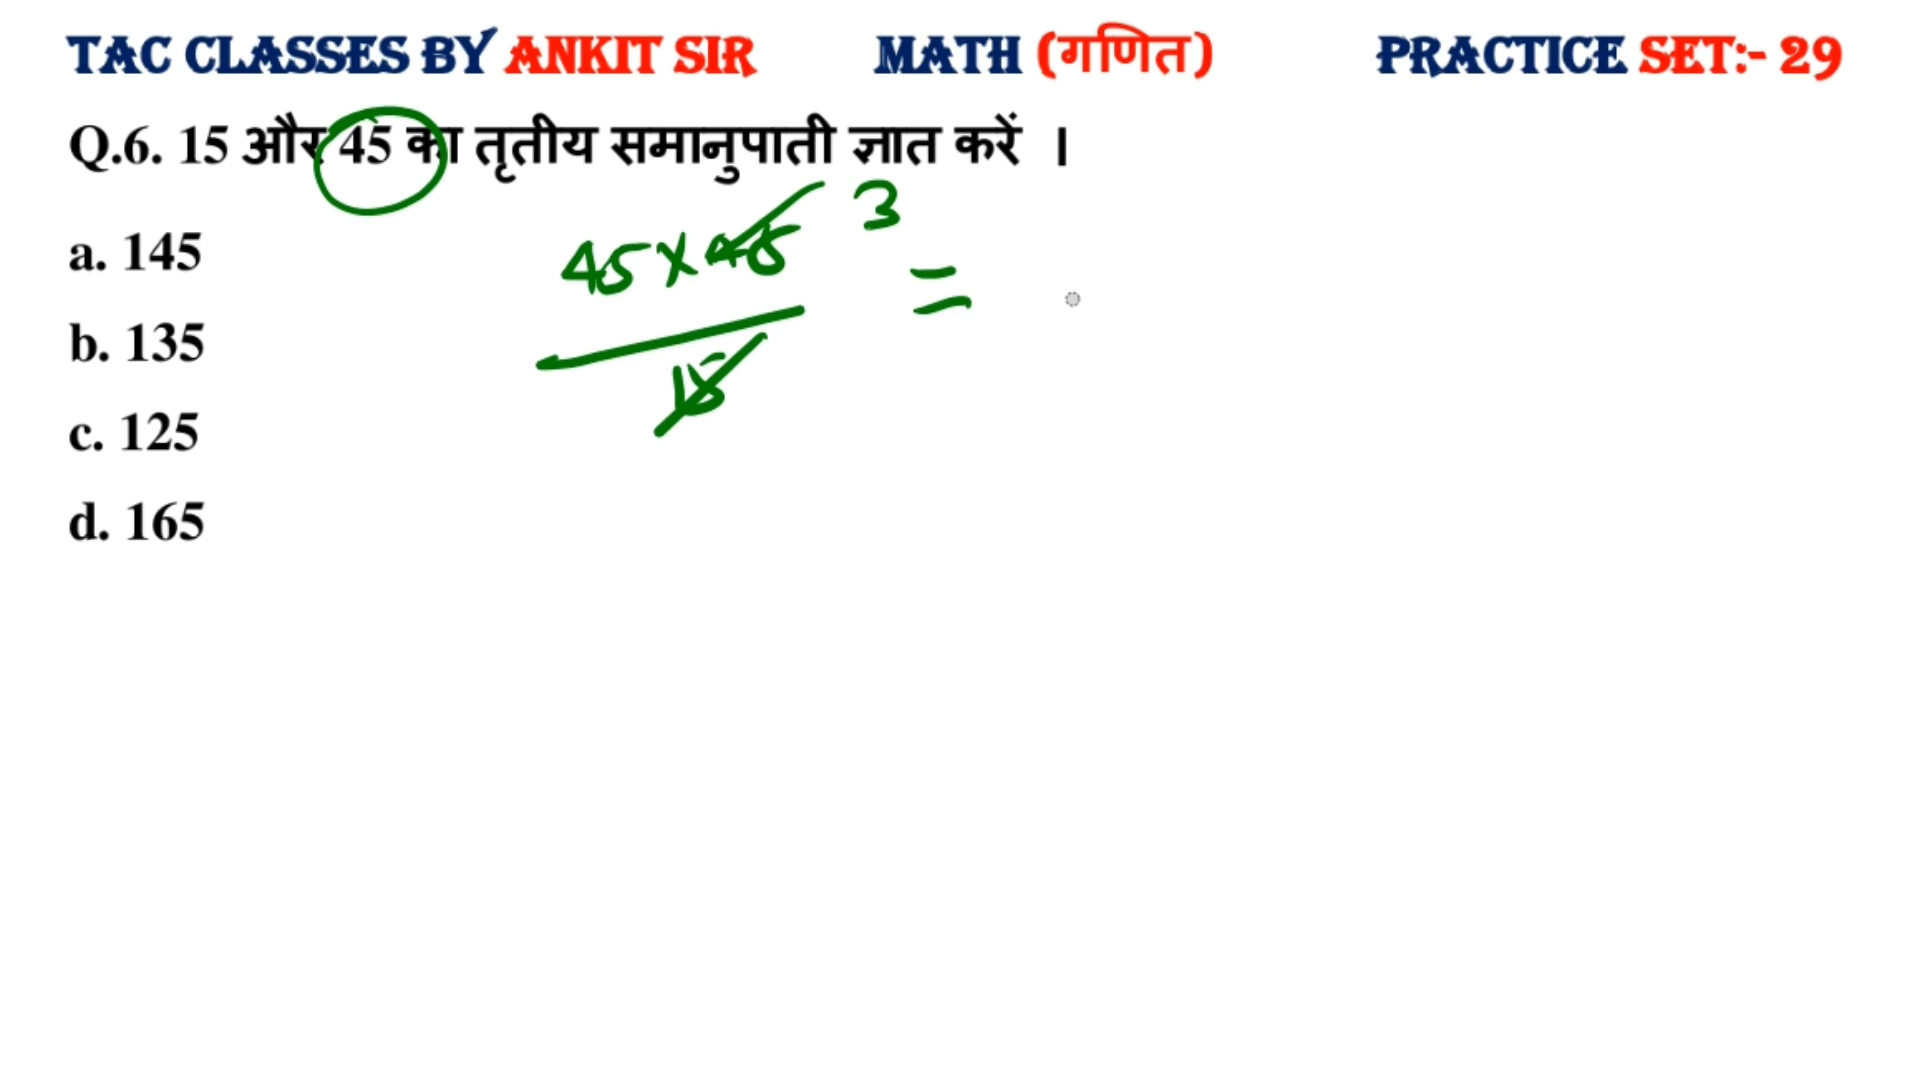 TAC CLASSES BY ANKIT SIR MATH (गणित) PRACTICE SET:- 29
Q.6. 15 और 45 का तृतीय समानुपाती ज्ञात करें ।
a. 145
b. 135
c. 125
d. 165
45 x 45 3 =
15